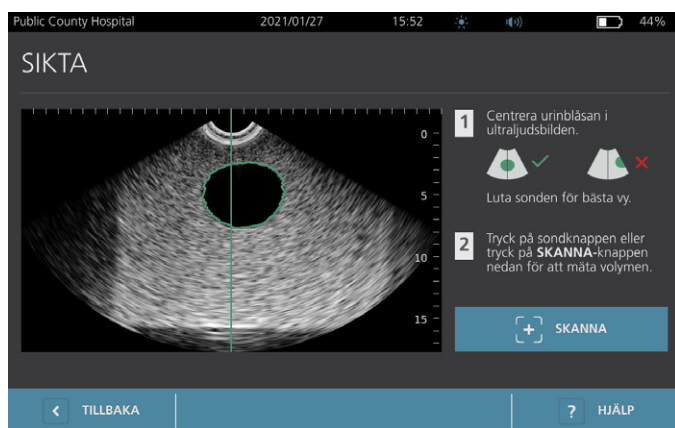 Public County Hospital 2021/01/27 15:52 44%
SIKTA
0
5
10
15
1 Centrera urinblåsan i
ultraljudsbilden.
Luta sonden för bästa vy.
2 Tryck på sondknappen eller
tryck på SKANNA-knappen
nedan för att mäta volymen.
SKANNA
TILLBAKA
? HJÄLP